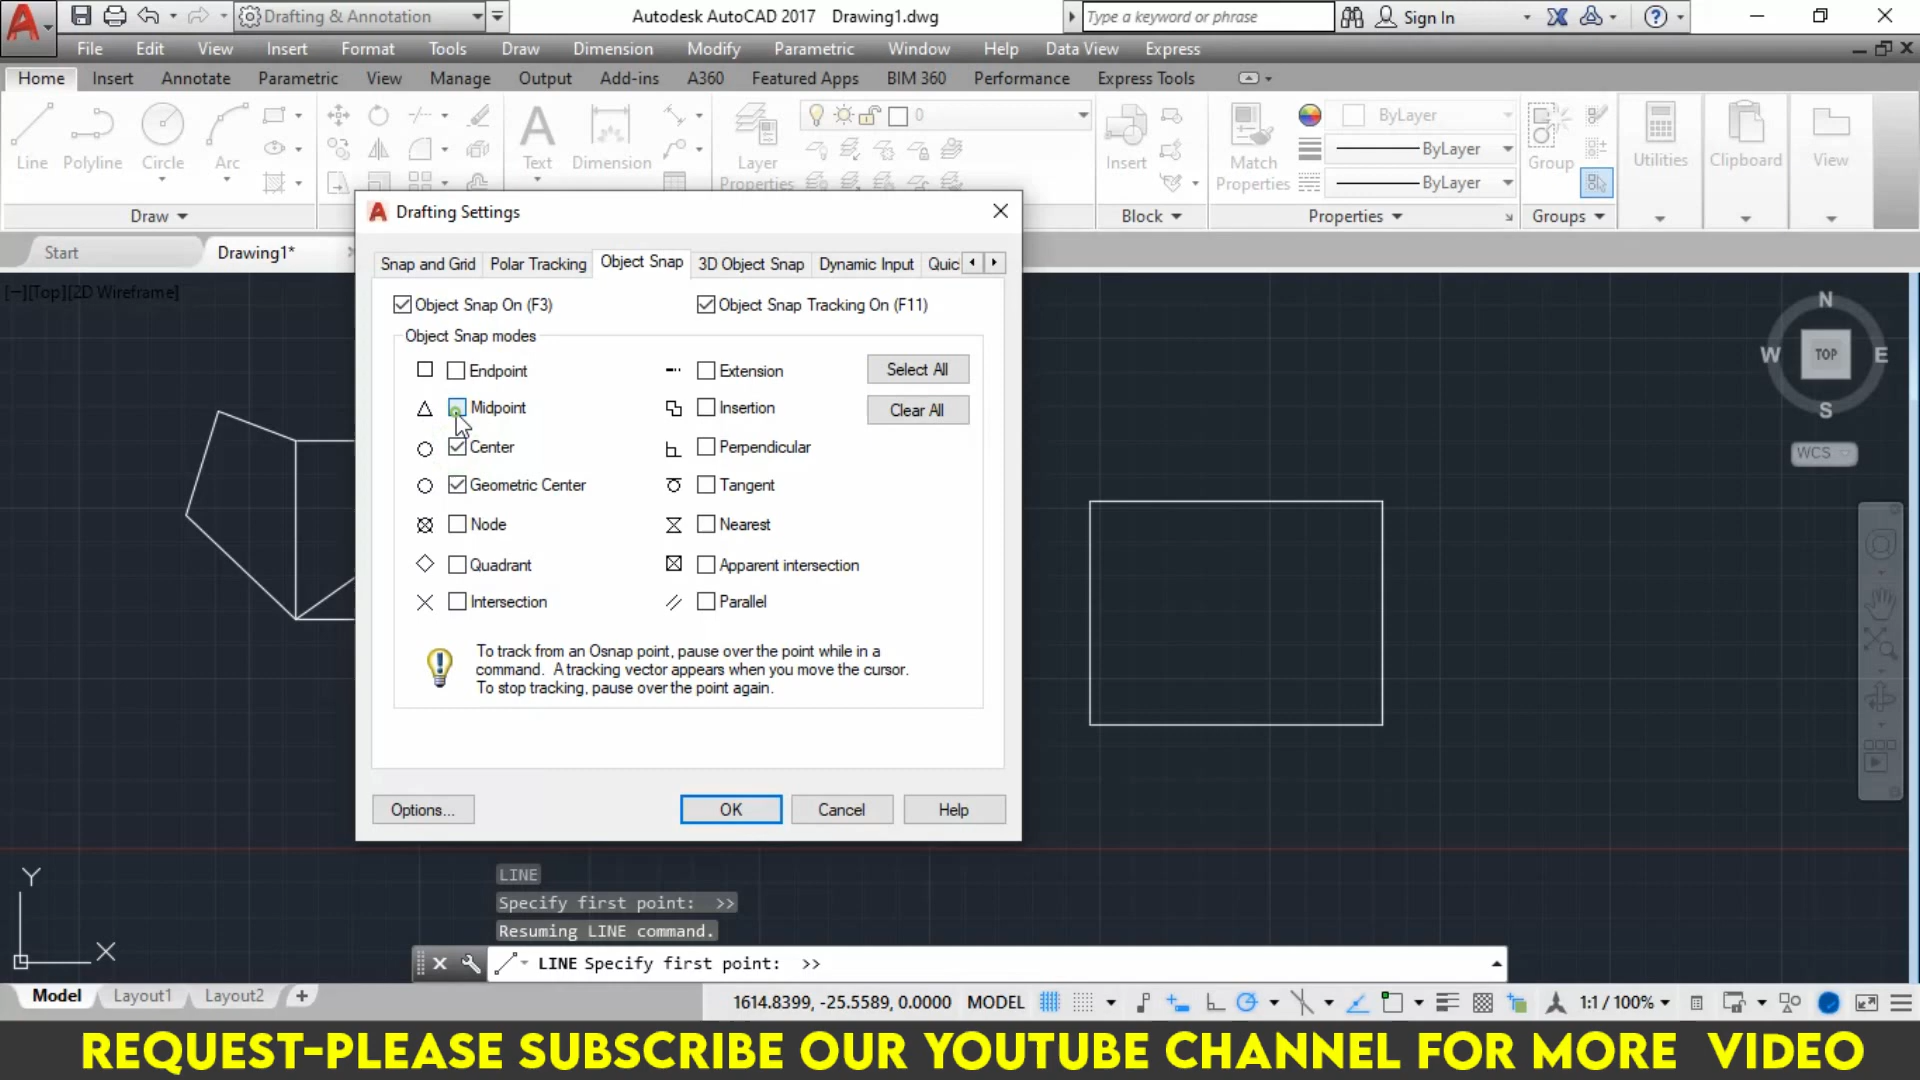 Drafting & Annotation
Autodesk AutoCAD 2017 Drawing1.dwg
Type a keyword or phrase
Sign In
File Edit View Insert Format Tools Draw Dimension Modify Parametric Window Help Data View Express
Home Insert Annotate Parametric View Manage Output Add-ins A360 Featured Apps BIM 360 Performance Express Tools
0
ByLayer
ByLayer
ByLayer
Line Polyline Circle Arc
Text Dimension
Layer
Properties
Insert
Match
Properties
Group
Utilities
Clipboard
View
Draw
Block
Properties
Groups
Start
Drawing1*
[−][Top][2D Wireframe]
Drafting Settings
Snap and Grid Polar Tracking Object Snap 3D Object Snap Dynamic Input Quic
Object Snap On (F3)
Object Snap Tracking On (F11)
Object Snap modes
Endpoint
Extension
Select All
Midpoint
Insertion
Clear All
Center
Perpendicular
Geometric Center
Tangent
Node
Nearest
Quadrant
Apparent intersection
Intersection
Parallel
To track from an Osnap point, pause over the point while in a
command. A tracking vector appears when you move the cursor.
To stop tracking, pause over the point again.
Options...
OK
Cancel
Help
N
W TOP E
S
WCS
Y
X
LINE
Specify first point: >>
Resuming LINE command.
LINE Specify first point: >>
Model Layout1 Layout2 +
1614.8399, -25.5589, 0.0000 MODEL
1:1 / 100%
REQUEST-PLEASE SUBSCRIBE OUR YOUTUBE CHANNEL FOR MORE VIDEO